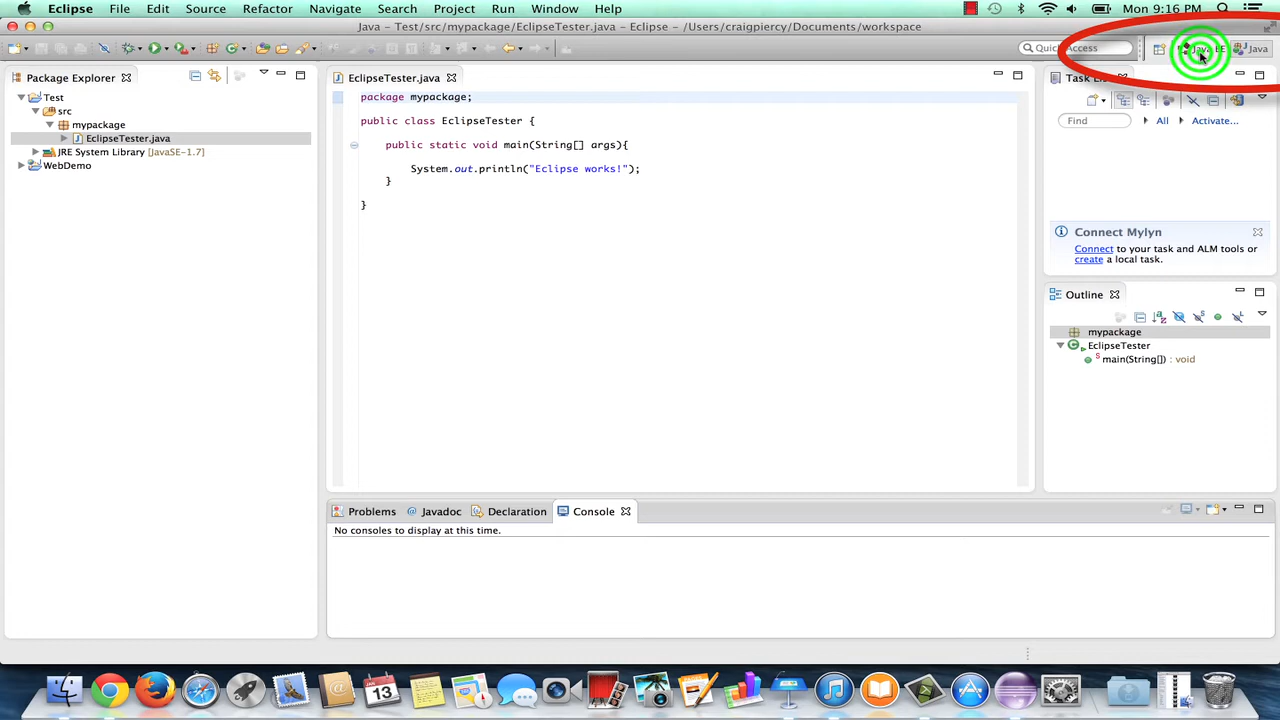 Eclipse File Edit Source Refactor Navigate Search Project Run Window Help Mon 9:16 PM
Java – Test/src/mypackage/EclipseTester.java – Eclipse – /Users/craigpiercy/Documents/workspace
Quick Access Java
Package Explorer
Test
src
mypackage
EclipseTester.java
JRE System Library [JavaSE-1.7]
WebDemo
EclipseTester.java
package mypackage;
public class EclipseTester {
public static void main(String[] args){
System.out.println("Eclipse works!");
}
}
Task List
Find All Activate...
Connect Mylyn
Connect to your task and ALM tools or
create a local task.
Outline
mypackage
EclipseTester
main(String[]) : void
Problems @ Javadoc Declaration Console
No consoles to display at this time.
JAN
13